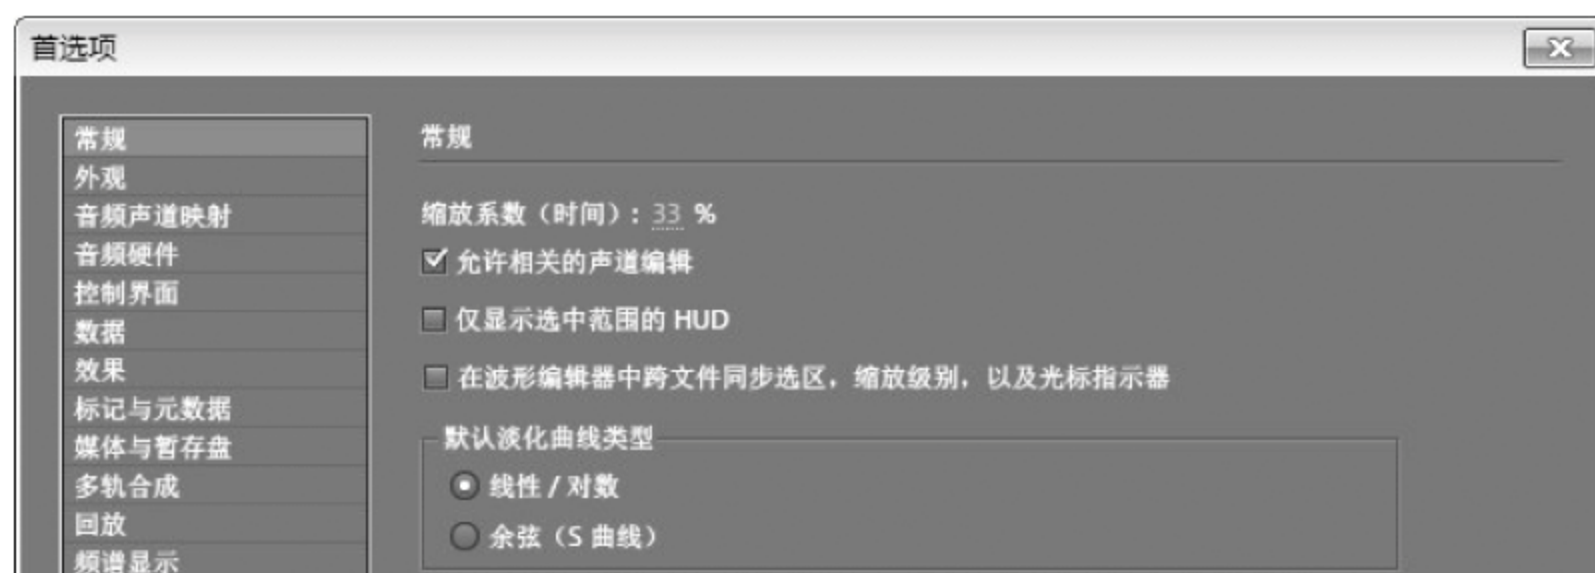 首选项
常规
外观
音频声道映射
音频硬件
控制界面
数据
效果
标记与元数据
媒体与暂存盘
多轨合成
回放
频谱显示
常规
缩放系数（时间）: 33 %
允许相关的声道编辑
仅显示选中范围的 HUD
在波形编辑器中跨文件同步选区，缩放级别，以及光标指示器
默认淡化曲线类型
线性 / 对数
余弦（S 曲线）